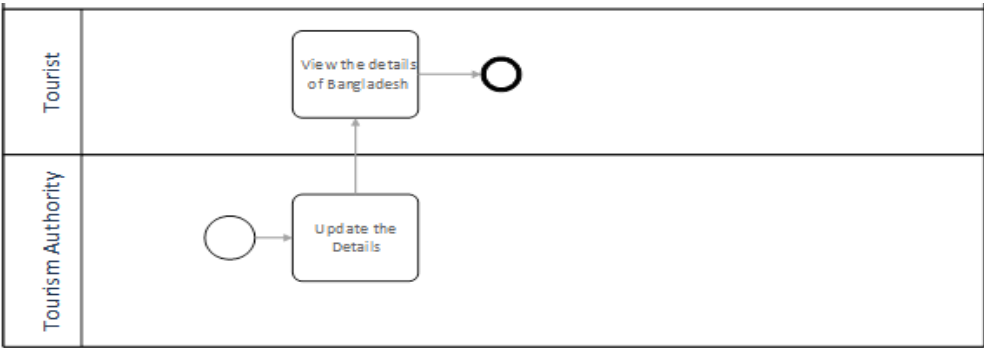 Tourist
View the details
of Bangladesh
Tourism Authority
Update the
Details